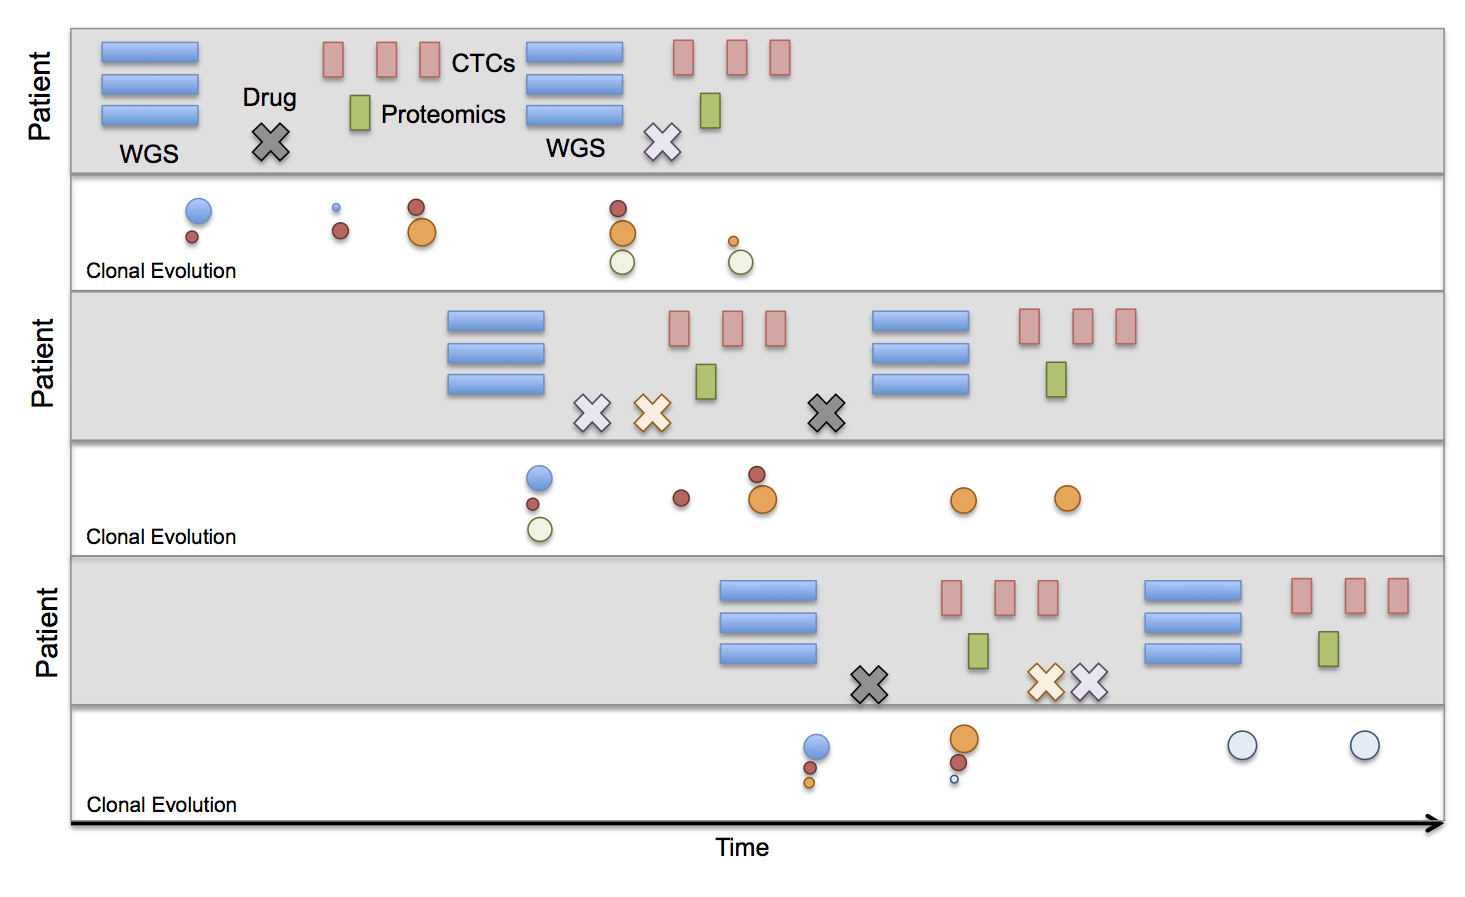 Patient
CTCs
Drug
Proteomics
WGS
WGS
Clonal Evolution
Patient
Clonal Evolution
Patient
Clonal Evolution
Time